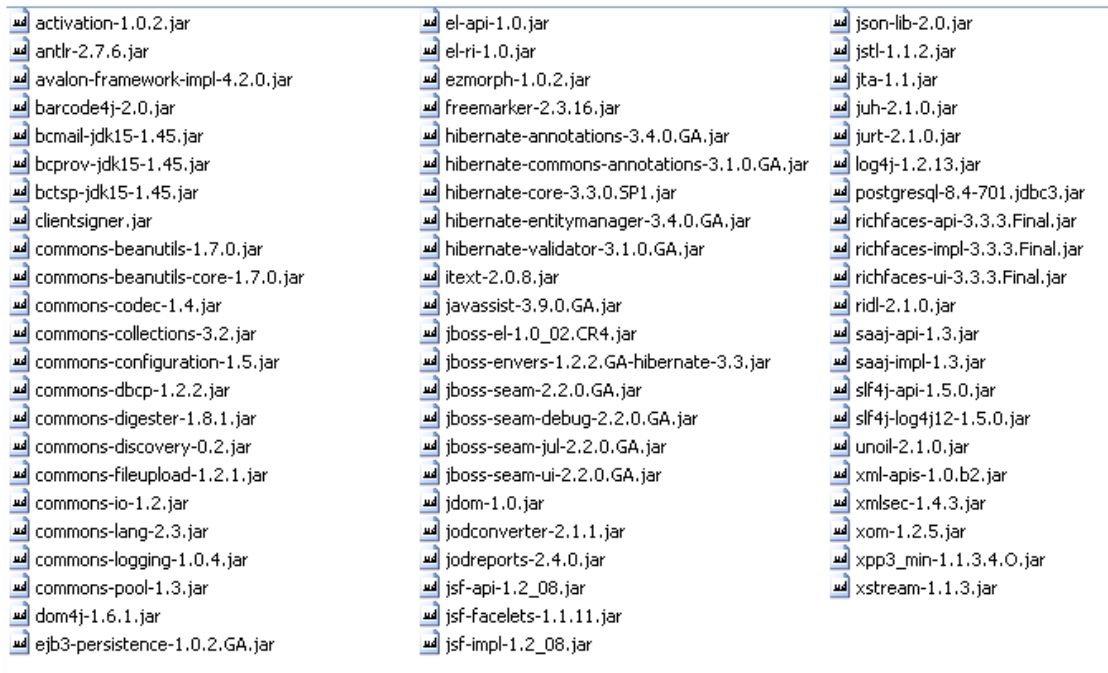 activation-1.0.2.jar
antlr-2.7.6.jar
avalon-framework-impl-4.2.0.jar
barcode4j-2.0.jar
bcmail-jdk15-1.45.jar
bcprov-jdk15-1.45.jar
bctsp-jdk15-1.45.jar
clientsigner.jar
commons-beanutils-1.7.0.jar
commons-beanutils-core-1.7.0.jar
commons-codec-1.4.jar
commons-collections-3.2.jar
commons-configuration-1.5.jar
commons-dbcp-1.2.2.jar
commons-digester-1.8.1.jar
commons-discovery-0.2.jar
commons-fileupload-1.2.1.jar
commons-io-1.2.jar
commons-lang-2.3.jar
commons-logging-1.0.4.jar
commons-pool-1.3.jar
dom4j-1.6.1.jar
ejb3-persistence-1.0.2.GA.jar
el-api-1.0.jar
el-ri-1.0.jar
ezmorph-1.0.2.jar
freemarker-2.3.16.jar
hibernate-annotations-3.4.0.GA.jar
hibernate-commons-annotations-3.1.0.GA.jar
hibernate-core-3.3.0.SP1.jar
hibernate-entitymanager-3.4.0.GA.jar
hibernate-validator-3.1.0.GA.jar
itext-2.0.8.jar
javassist-3.9.0.GA.jar
jboss-el-1.0_02.CR4.jar
jboss-envers-1.2.2.GA-hibernate-3.3.jar
jboss-seam-2.2.0.GA.jar
jboss-seam-debug-2.2.0.GA.jar
jboss-seam-jul-2.2.0.GA.jar
jboss-seam-ui-2.2.0.GA.jar
jdom-1.0.jar
jodconverter-2.1.1.jar
jodreports-2.4.0.jar
jsf-api-1.2_08.jar
jsf-facelets-1.1.11.jar
jsf-impl-1.2_08.jar
json-lib-2.0.jar
jstl-1.1.2.jar
jta-1.1.jar
juh-2.1.0.jar
jurt-2.1.0.jar
log4j-1.2.13.jar
postgresql-8.4-701.jdbc3.jar
richfaces-api-3.3.3.Final.jar
richfaces-impl-3.3.3.Final.jar
richfaces-ui-3.3.3.Final.jar
ridl-2.1.0.jar
saaj-api-1.3.jar
saaj-impl-1.3.jar
slf4j-api-1.5.0.jar
slf4j-log4j12-1.5.0.jar
unoil-2.1.0.jar
xml-apis-1.0.b2.jar
xmlsec-1.4.3.jar
xom-1.2.5.jar
xpp3_min-1.1.3.4.O.jar
xstream-1.1.3.jar